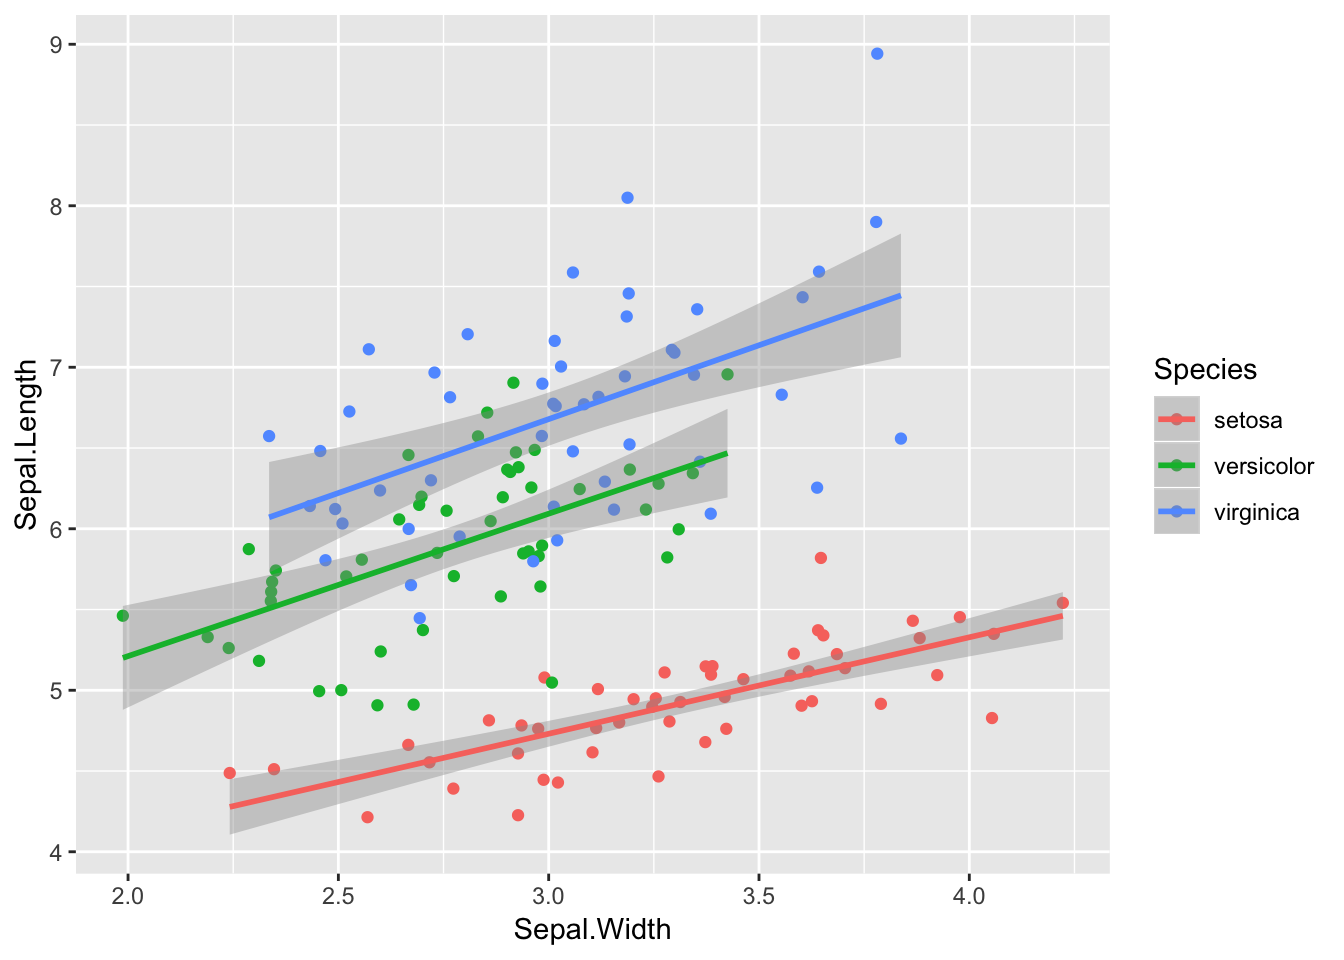 9
8
7
6
5
4
Sepal.Length
2.0 2.5 3.0 3.5 4.0
Sepal.Width
Species
setosa
versicolor
virginica